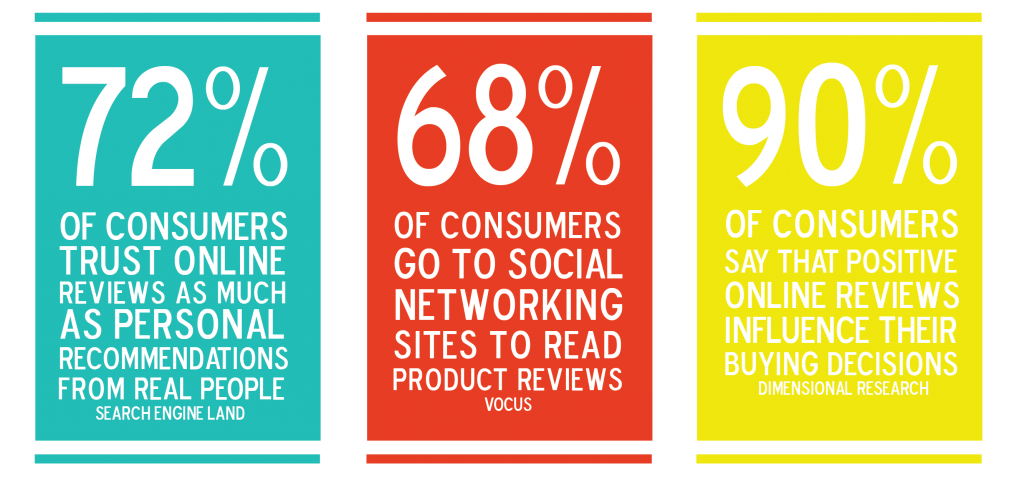 72%
OF CONSUMERS
TRUST ONLINE
REVIEWS AS MUCH
AS PERSONAL
RECOMMENDATIONS
FROM REAL PEOPLE
SEARCH ENGINE LAND
68%
OF CONSUMERS
GO TO SOCIAL
NETWORKING
SITES TO READ
PRODUCT REVIEWS
VOCUS
90%
OF CONSUMERS
SAY THAT POSITIVE
ONLINE REVIEWS
INFLUENCE THEIR
BUYING DECISIONS
DIMENSIONAL RESEARCH